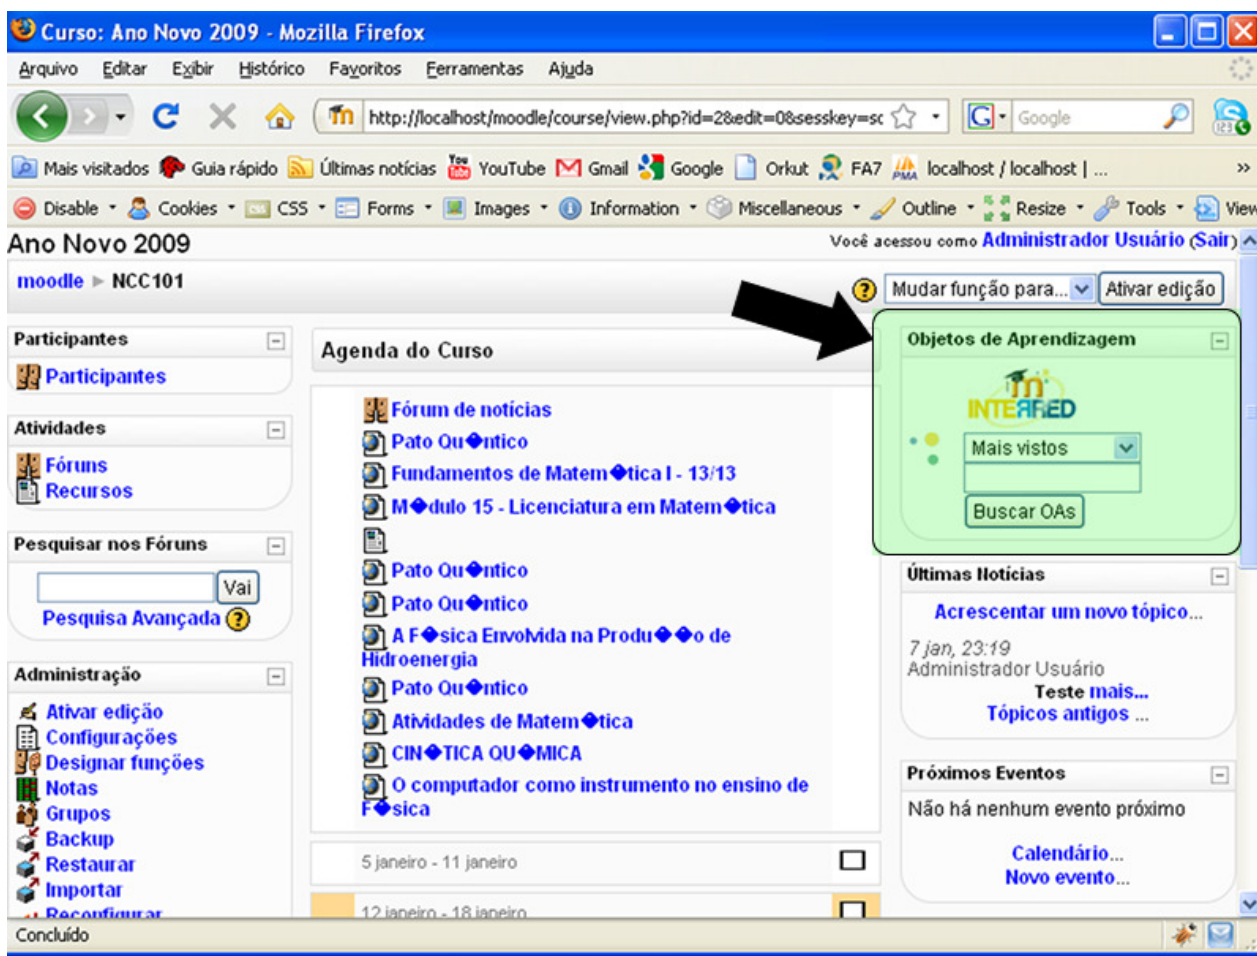 Curso: Ano Novo 2009 - Mozilla Firefox
Arquivo Editar Exibir Histórico Favoritos Ferramentas Ajuda
http://localhost/moodle/course/view.php?id=2&edit=0&sesskey=sc
Google
Mais visitados Guia rápido Últimas notícias YouTube Gmail Google Orkut FA7 localhost / localhost | ... »
Disable Cookies CSS Forms Images Information Miscellaneous Outline Resize Tools View
Ano Novo 2009
Você acessou como Administrador Usuário (Sair)
moodle ► NCC101
Mudar função para... Ativar edição
Participantes
Participantes
Atividades
Fóruns
Recursos
Pesquisar nos Fóruns
Vai
Pesquisa Avançada
Administração
Ativar edição
Configurações
Designar funções
Notas
Grupos
Backup
Restaurar
Importar
Reconfigurar
Agenda do Curso
Fórum de notícias
Pato Qu�ntico
Fundamentos de Matem�tica I - 13/13
M�dulo 15 - Licenciatura em Matem�tica
Pato Qu�ntico
Pato Qu�ntico
A F�sica Envolvida na Produ��o de
Hidroenergia
Pato Qu�ntico
Atividades de Matem�tica
CIN�TICA QU�MICA
O computador como instrumento no ensino de
F�sica
5 janeiro - 11 janeiro
12 janeiro - 18 janeiro
Objetos de Aprendizagem
INTERRED
Mais vistos
Buscar OAs
Últimas Notícias
Acrescentar um novo tópico...
7 jan, 23:19
Administrador Usuário
Teste mais...
Tópicos antigos ...
Próximos Eventos
Não há nenhum evento próximo
Calendário...
Novo evento...
Concluído